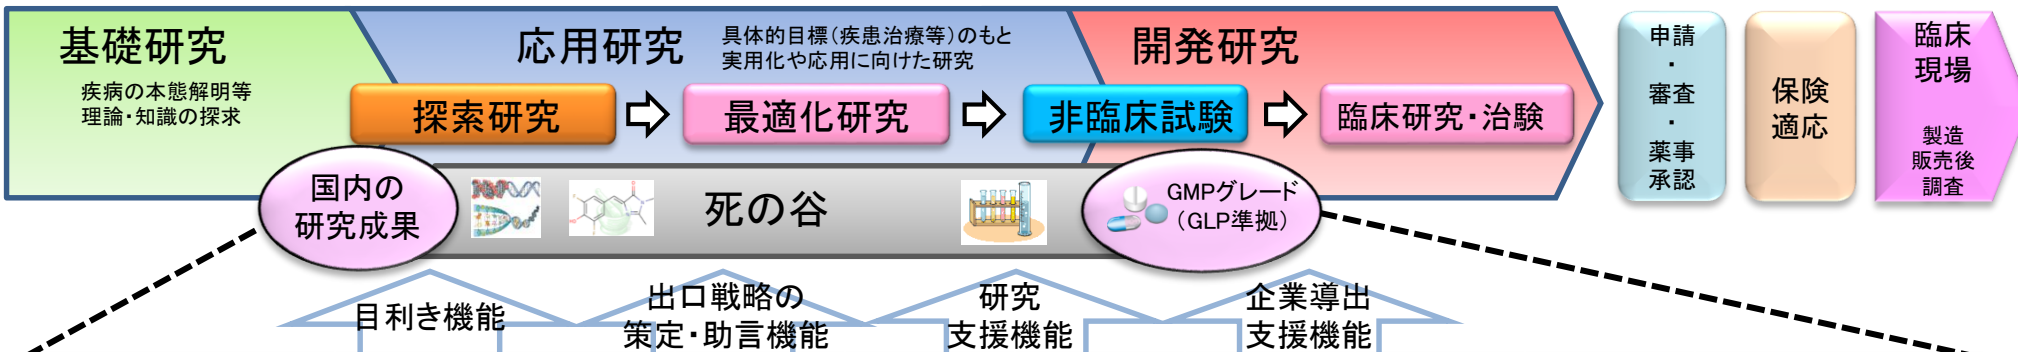 基礎研究
疾病の本態解明等
理論・知識の探求
応用研究
具体的目標(疾患治療等)のもと
実用化や応用に向けた研究
開発研究
探索研究
最適化研究
非臨床試験
臨床研究・治験
申請
・
審査
・
薬事
承認
保険
適応
臨床
現場
製造
販売後
調査
国内の
研究成果
死の谷
GMPグレード
(GLP準拠)
目利き機能
出口戦略の
策定・助言機能
研究
支援機能
企業導出
支援機能